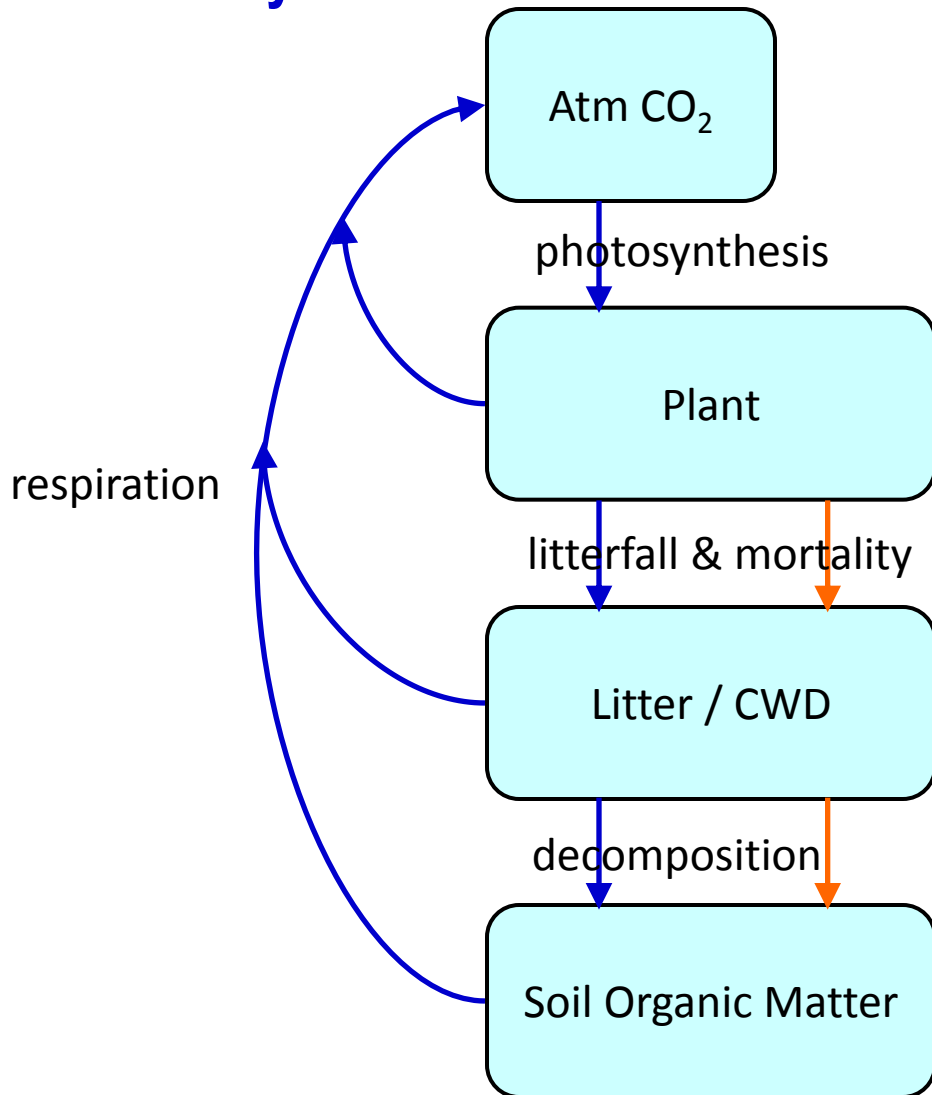 Atm CO₂
photosynthesis
Plant
respiration
litterfall & mortality
Litter / CWD
decomposition
Soil Organic Matter